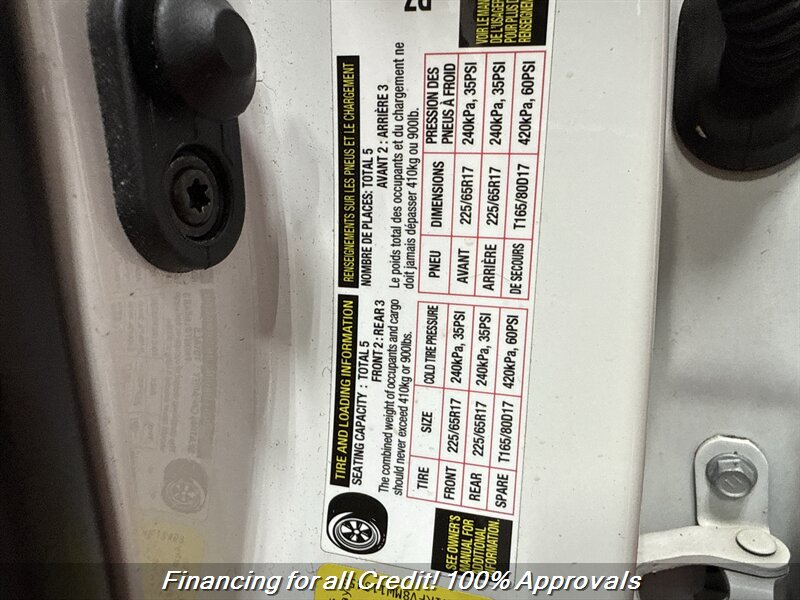 TIRE AND LOADING INFORMATION
SEATING CAPACITY : TOTAL 5
FRONT 2 : REAR 3
The combined weight of occupants and cargo
should never exceed 410kg or 900lbs.
TIRE SIZE COLD TIRE PRESSURE
FRONT 225/65R17 240kPa, 35PSI
REAR 225/65R17 240kPa, 35PSI
SPARE T165/80D17 420kPa, 60PSI
SEE OWNER'S
MANUAL FOR
ADDITIONAL
INFORMATION.
RENSEIGNEMENTS SUR LES PNEUS ET LE CHARGEMENT
NOMBRE DE PLACES: TOTAL 5
AVANT 2 : ARRIÈRE 3
Le poids total des occupants et du chargement ne
doit jamais dépasser 410kg ou 900lb.
PNEU DIMENSIONS PRESSION DES
PNEUS À FROID
AVANT 225/65R17 240kPa, 35PSI
ARRIÈRE 225/65R17 240kPa, 35PSI
DE SECOURS T165/80D17 420kPa, 60PSI
VOIR LE MANUEL
DE L'USAGER
POUR PLUS DE
RENSEIGNEMENTS
Financing for all Credit! 100% Approvals